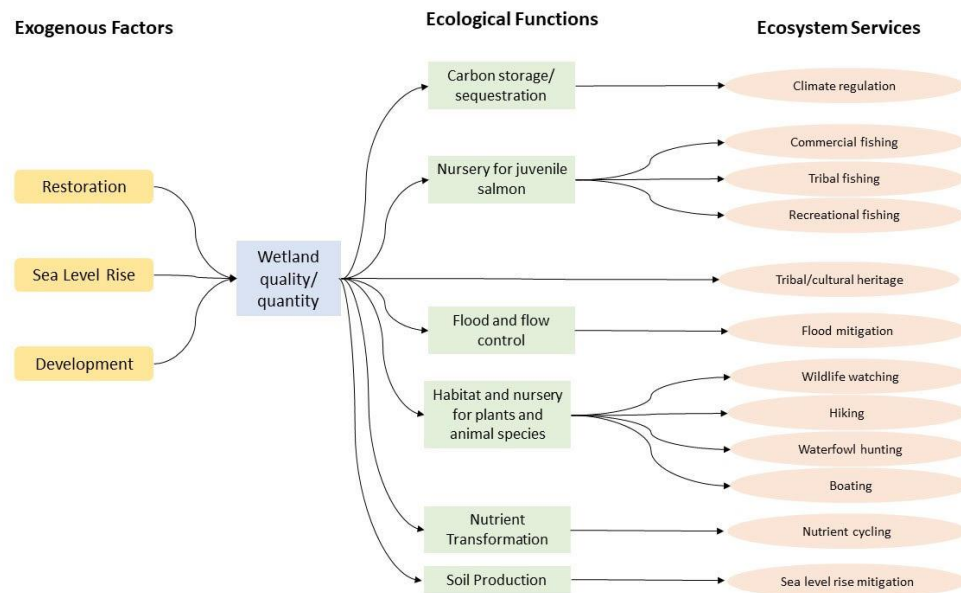 Exogenous Factors
Ecological Functions
Ecosystem Services
Restoration
Sea Level Rise
Development
Wetland
quality/
quantity
Carbon storage/
sequestration
Nursery for juvenile
salmon
Flood and flow
control
Habitat and nursery
for plants and
animal species
Nutrient
Transformation
Soil Production
Climate regulation
Commercial fishing
Tribal fishing
Recreational fishing
Tribal/cultural heritage
Flood mitigation
Wildlife watching
Hiking
Waterfowl hunting
Boating
Nutrient cycling
Sea level rise mitigation